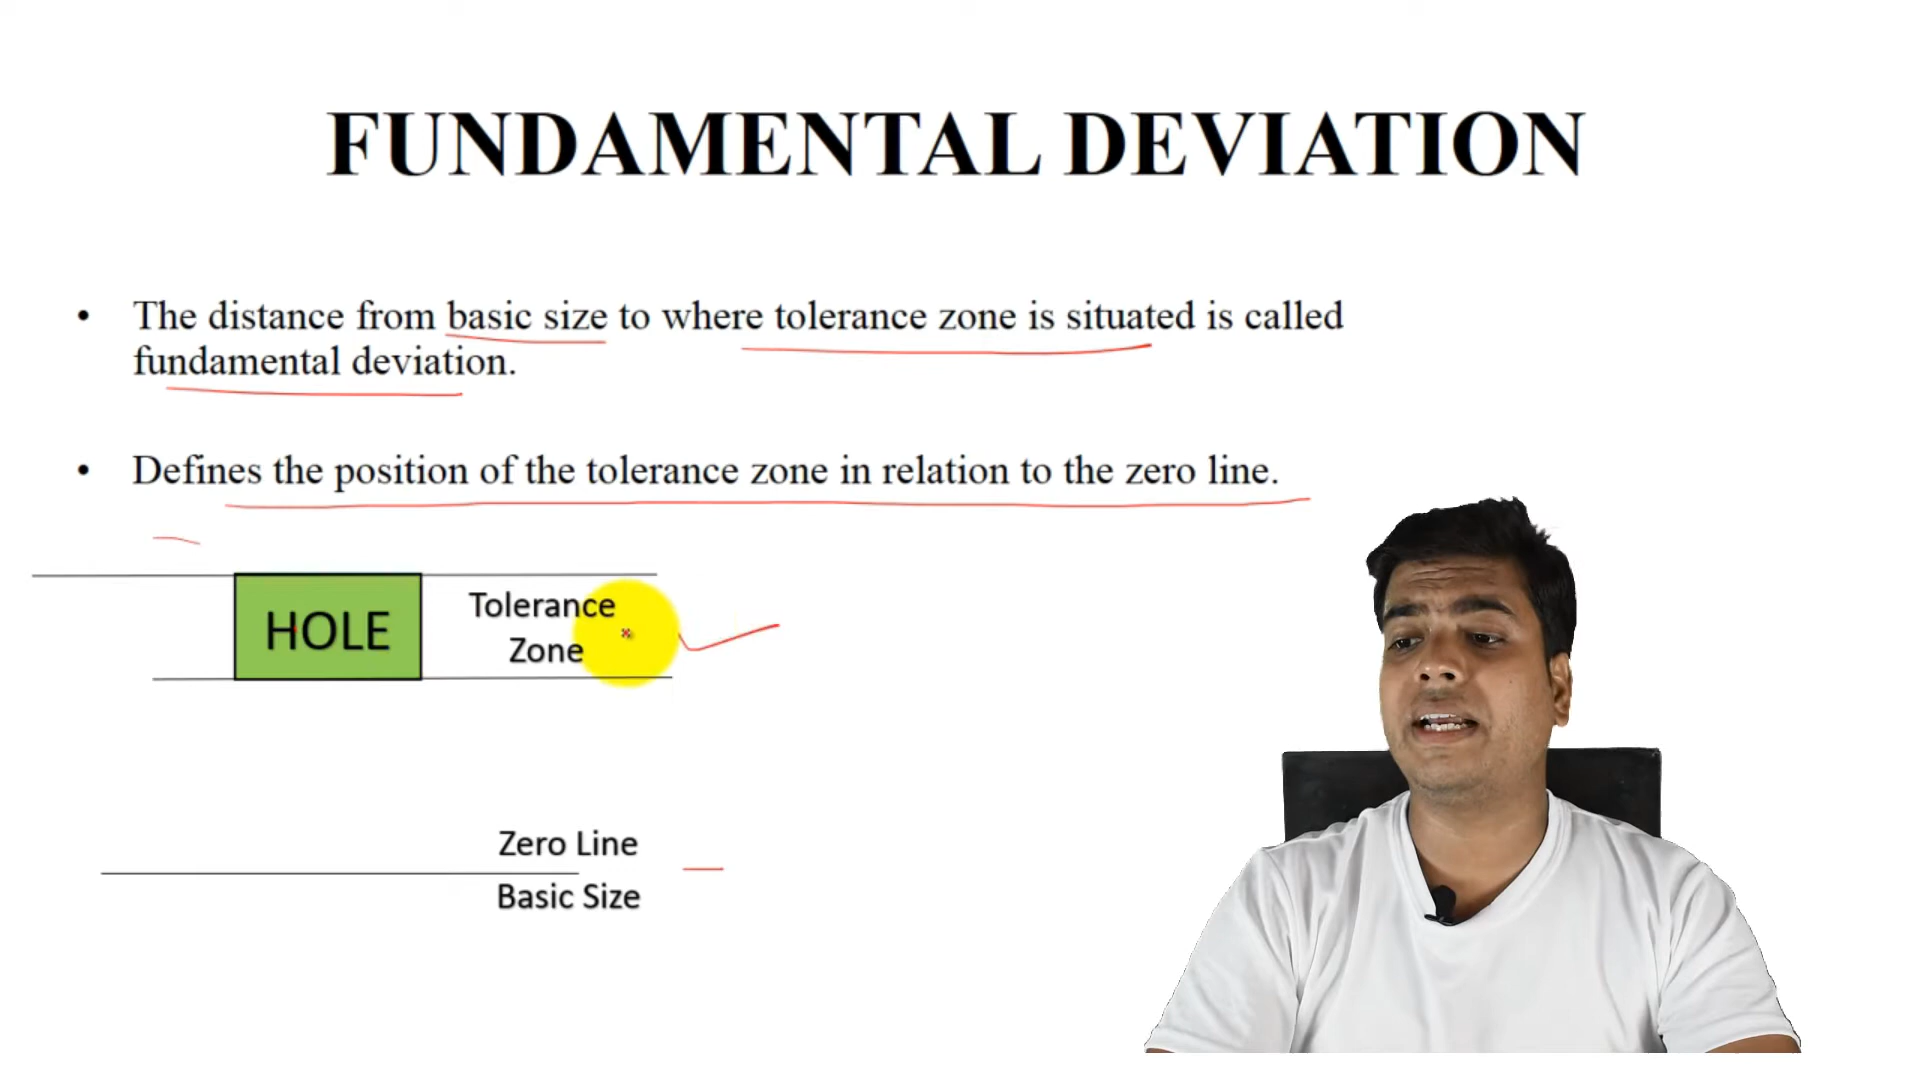 FUNDAMENTAL DEVIATION
• The distance from basic size to where tolerance zone is situated is called
fundamental deviation.
• Defines the position of the tolerance zone in relation to the zero line.
HOLE
Tolerance
Zone
Zero Line
Basic Size